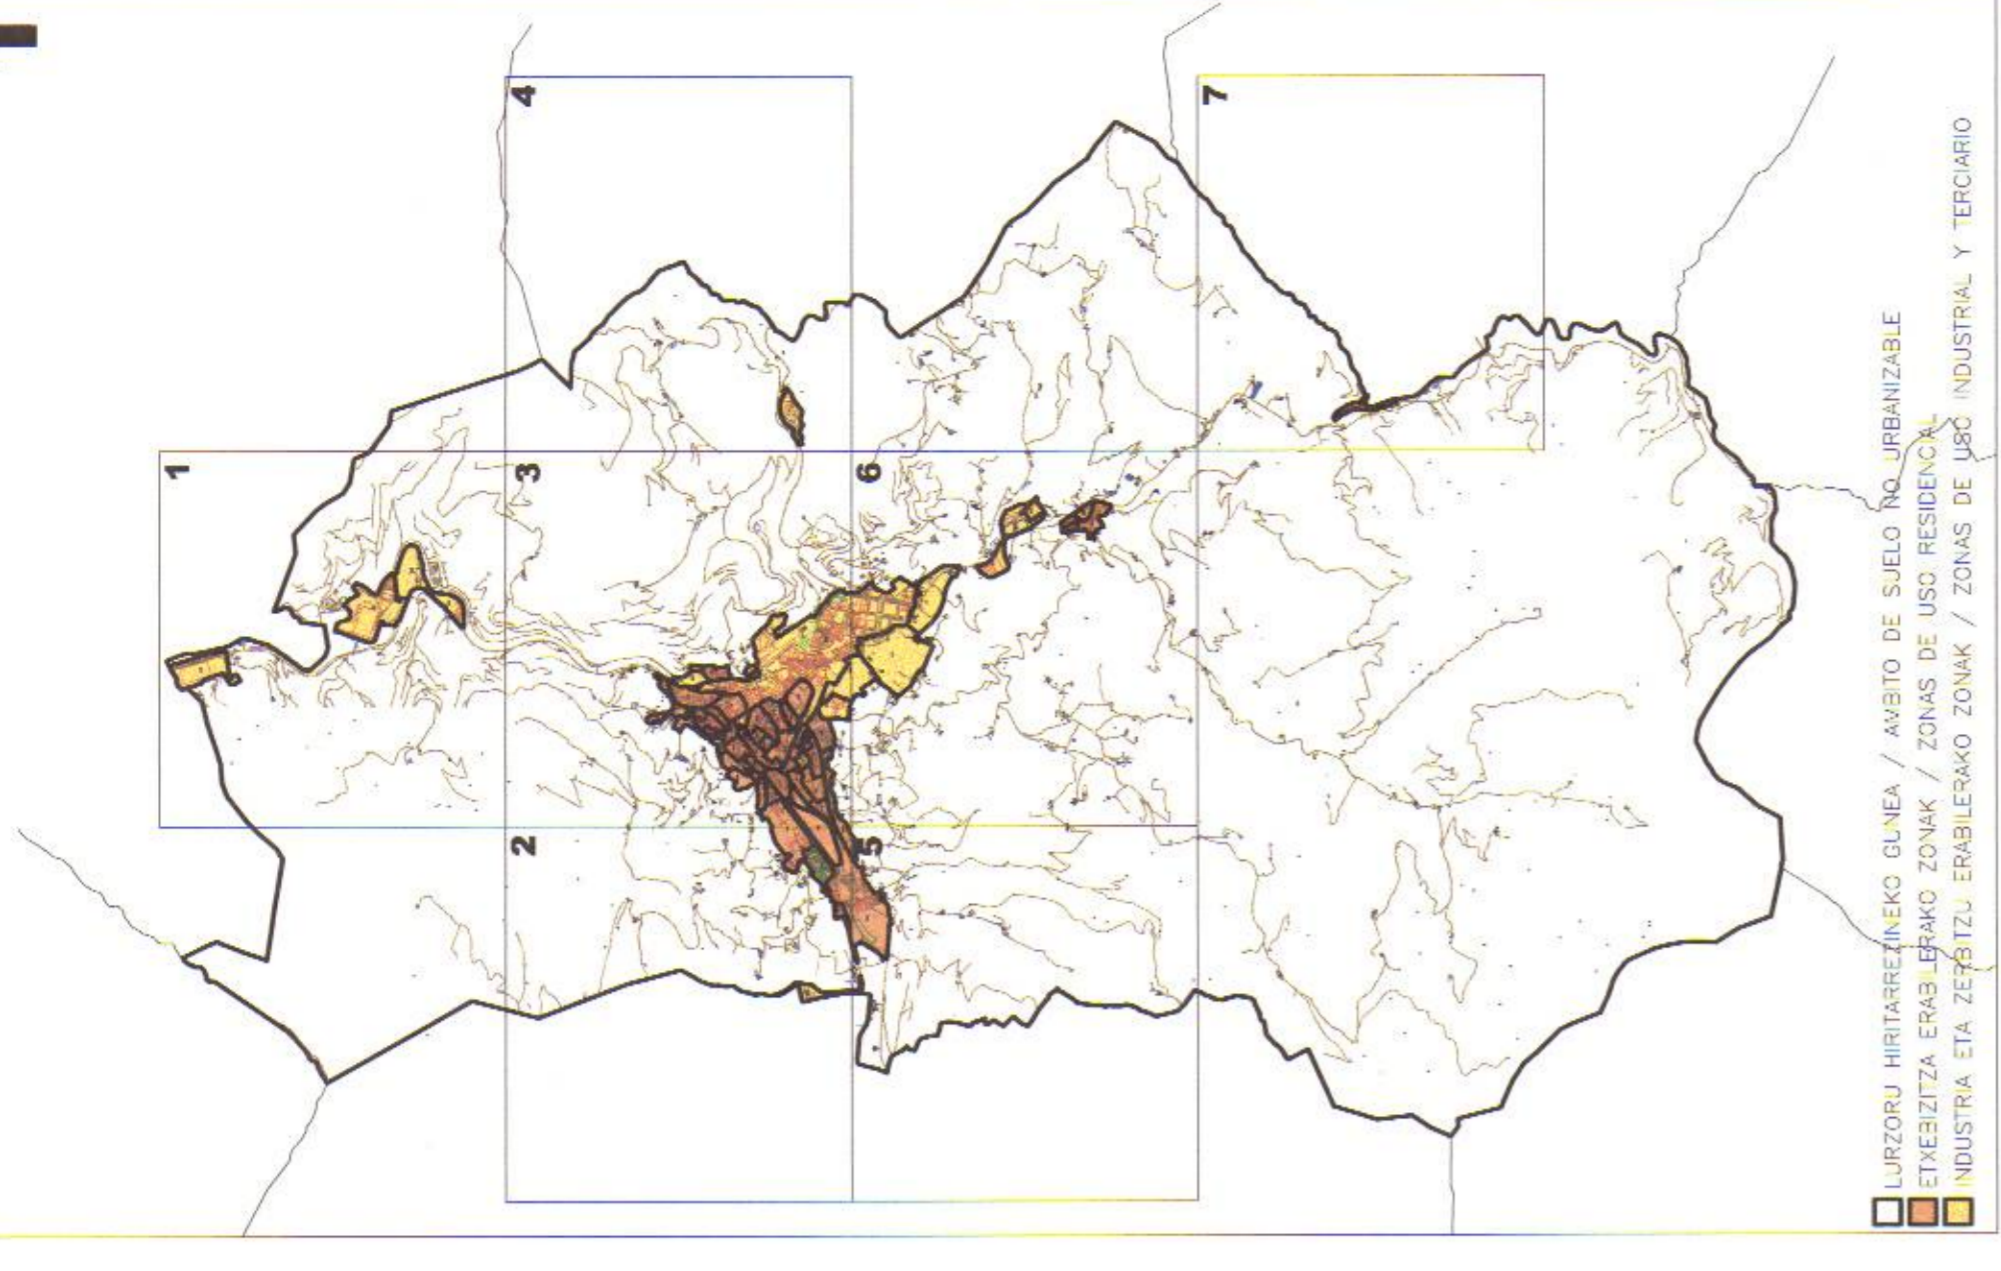 1
2
3
4
5
6
7
LURZORU HIRITARREZINEKO GUNEA / AMBITO DE SUELO NO URBANIZABLE
ETXEBIZITZA ERABILERAKO ZONAK / ZONAS DE USO RESIDENCIAL
INDUSTRIA ETA ZERBITZU ERABILERAKO ZONAK / ZONAS DE USO INDUSTRIAL Y TERCIARIO